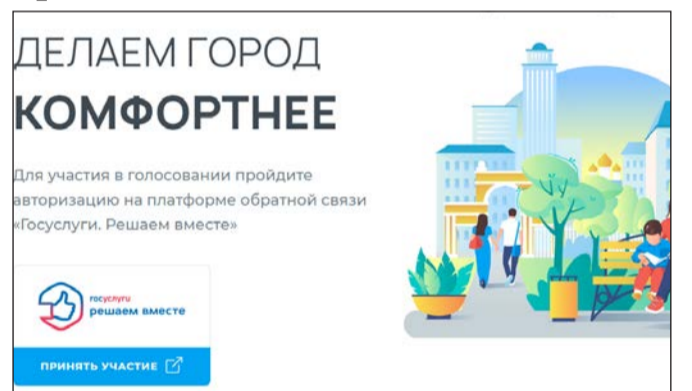 ДЕЛАЕМ ГОРОД
КОМФОРТНЕЕ
Для участия в голосовании пройдите
авторизацию на платформе обратной связи
«Госуслуги. Решаем вместе»
госуслуги
решаем вместе
ПРИНЯТЬ УЧАСТИЕ